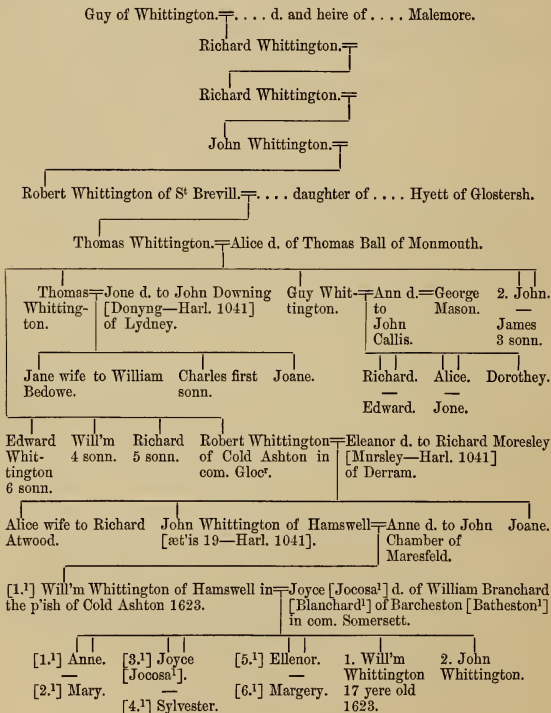 Guy of Whittington.=. . . . d. and heire of . . . . Malemore.
Richard Whittington.=
Richard Whittington.=
John Whittington.=
Robert Whittington of Sᵗ Brevill.=. . . . daughter of . . . . Hyett of Glostersh.
Thomas Whittington.=Alice d. of Thomas Ball of Monmouth.
Thomas=Jone d. to John Downing
Whitting-
ton.
[Donyng—Harl. 1041]
of Lydney.
Guy Whit-=Ann d.=George
tington.
to
John
Callis.
Mason.
2. John.
—
James
3 sonn.
Jane wife to William
Bedowe.
Charles first
sonn.
Joane.
Richard.
—
Edward.
Alice.
—
Jone.
Dorothey.
Edward
Whit-
tington
6 sonn.
Will'm
4 sonn.
Richard
5 sonn.
Robert Whittington=Eleanor d. to Richard Moresley
of Cold Ashton in
com. Glocʳ.
[Mursley—Harl. 1041]
of Derram.
Alice wife to Richard
Atwood.
John Whittington of Hamswell=Anne d. to John
[æt'is 19—Harl. 1041].
Chamber of
Maresfeld.
Joane.
[1.¹] Will'm Whittington of Hamswell in=Joyce [Jocosa¹] d. of William Branchard
the p'ish of Cold Ashton 1623.
[Blanchard¹] of Barcheston [Batheston¹]
in com. Somersett.
[1.¹] Anne.
—
[2.¹] Mary.
[3.¹] Joyce
[Jocosa¹].
—
[4.¹] Sylvester.
[5.¹] Ellenor.
—
[6.¹] Margery.
1. Will'm
Whittington
17 yere old
1623.
2. John
Whittington.